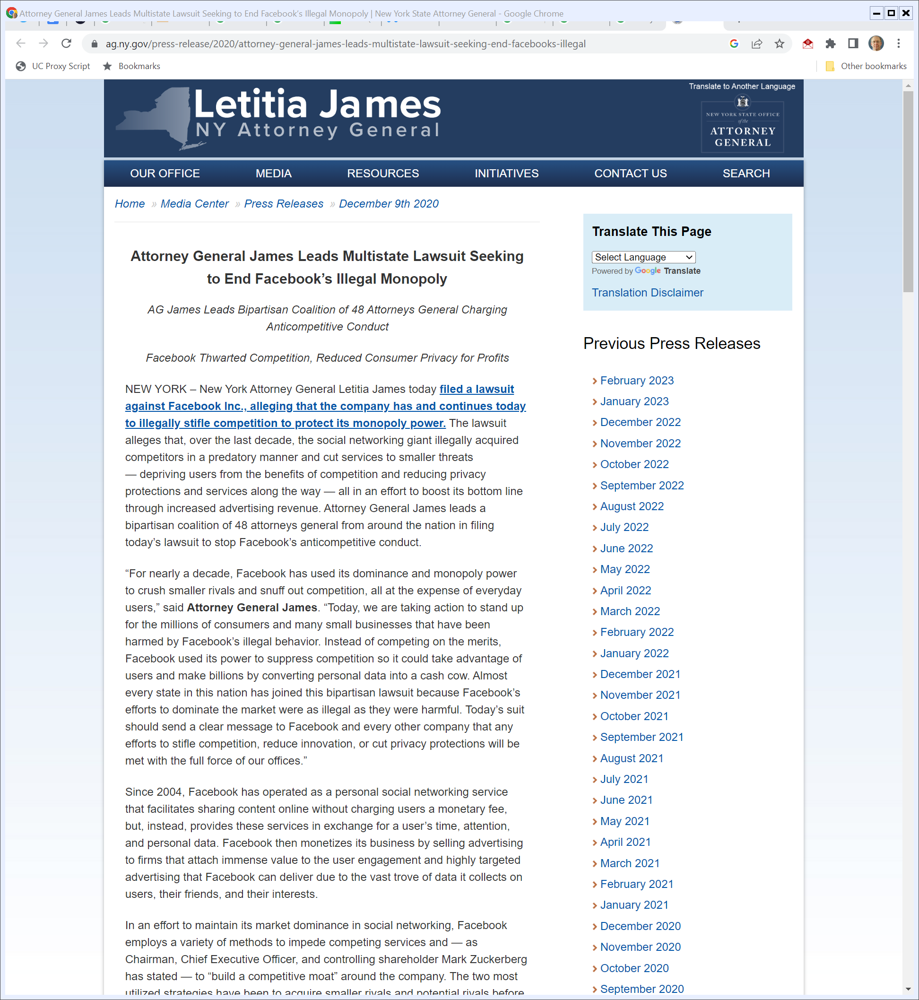 Attorney General James Leads Multistate Lawsuit Seeking to End Facebook's Illegal Monopoly | New York State Attorney General - Google Chrome
ag.ny.gov/press-release/2020/attorney-general-james-leads-multistate-lawsuit-seeking-end-facebooks-illegal
UC Proxy Script
Bookmarks
Other bookmarks
Letitia James
NY Attorney General
Translate to Another Language
NEW YORK STATE OFFICE
of the
ATTORNEY
GENERAL
OUR OFFICE
MEDIA
RESOURCES
INITIATIVES
CONTACT US
SEARCH
Home » Media Center » Press Releases » December 9th 2020
Attorney General James Leads Multistate Lawsuit Seeking
to End Facebook’s Illegal Monopoly
AG James Leads Bipartisan Coalition of 48 Attorneys General Charging
Anticompetitive Conduct
Facebook Thwarted Competition, Reduced Consumer Privacy for Profits
NEW YORK – New York Attorney General Letitia James today filed a lawsuit
against Facebook Inc., alleging that the company has and continues today
to illegally stifle competition to protect its monopoly power. The lawsuit
alleges that, over the last decade, the social networking giant illegally acquired
competitors in a predatory manner and cut services to smaller threats
— depriving users from the benefits of competition and reducing privacy
protections and services along the way — all in an effort to boost its bottom line
through increased advertising revenue. Attorney General James leads a
bipartisan coalition of 48 attorneys general from around the nation in filing
today’s lawsuit to stop Facebook’s anticompetitive conduct.
“For nearly a decade, Facebook has used its dominance and monopoly power
to crush smaller rivals and snuff out competition, all at the expense of everyday
users,” said Attorney General James. “Today, we are taking action to stand up
for the millions of consumers and many small businesses that have been
harmed by Facebook’s illegal behavior. Instead of competing on the merits,
Facebook used its power to suppress competition so it could take advantage of
users and make billions by converting personal data into a cash cow. Almost
every state in this nation has joined this bipartisan lawsuit because Facebook’s
efforts to dominate the market were as illegal as they were harmful. Today’s suit
should send a clear message to Facebook and every other company that any
efforts to stifle competition, reduce innovation, or cut privacy protections will be
met with the full force of our offices.”
Since 2004, Facebook has operated as a personal social networking service
that facilitates sharing content online without charging users a monetary fee,
but, instead, provides these services in exchange for a user’s time, attention,
and personal data. Facebook then monetizes its business by selling advertising
to firms that attach immense value to the user engagement and highly targeted
advertising that Facebook can deliver due to the vast trove of data it collects on
users, their friends, and their interests.
In an effort to maintain its market dominance in social networking, Facebook
employs a variety of methods to impede competing services and — as
Chairman, Chief Executive Officer, and controlling shareholder Mark Zuckerberg
has stated — to “build a competitive moat” around the company. The two most
utilized strategies have been to acquire smaller rivals and potential rivals before
Translate This Page
Select Language
Powered by Google Translate
Translation Disclaimer
Previous Press Releases
February 2023
January 2023
December 2022
November 2022
October 2022
September 2022
August 2022
July 2022
June 2022
May 2022
April 2022
March 2022
February 2022
January 2022
December 2021
November 2021
October 2021
September 2021
August 2021
July 2021
June 2021
May 2021
April 2021
March 2021
February 2021
January 2021
December 2020
November 2020
October 2020
September 2020